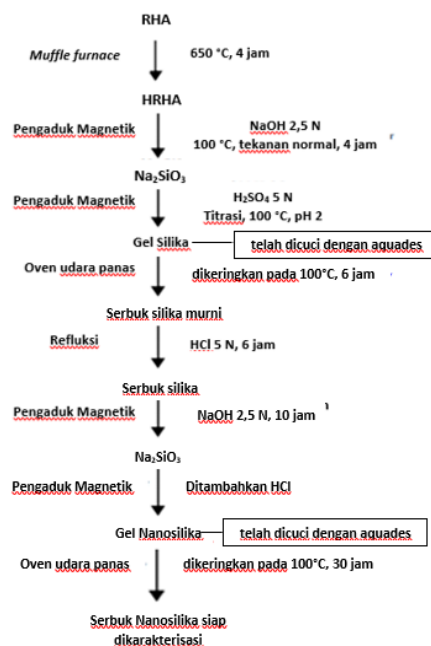 RHA
Muffle furnace 650 °C, 4 jam
HRHA
Pengaduk Magnetik NaOH 2,5 N
100 °C, tekanan normal, 4 jam
Na₂SiO₃
Pengaduk Magnetik H₂SO₄ 5 N
Titrasi, 100 °C, pH 2
Gel Silika telah dicuci dengan aquades
Oven udara panas dikeringkan pada 100°C, 6 jam
Serbuk silika murni
Refluksi HCl 5 N, 6 jam
Serbuk silika
Pengaduk Magnetik NaOH 2,5 N, 10 jam
Na₂SiO₃
Pengaduk Magnetik Ditambahkan HCl
Gel Nanosilika telah dicuci dengan aquades
Oven udara panas dikeringkan pada 100°C, 30 jam
Serbuk Nanosilika siap
dikarakterisasi